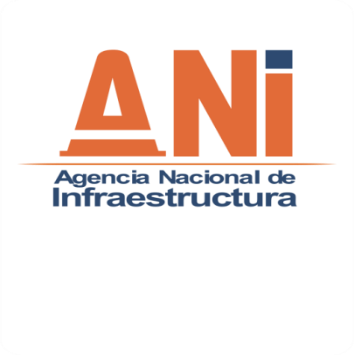 ANi
Agencia Nacional de
Infraestructura